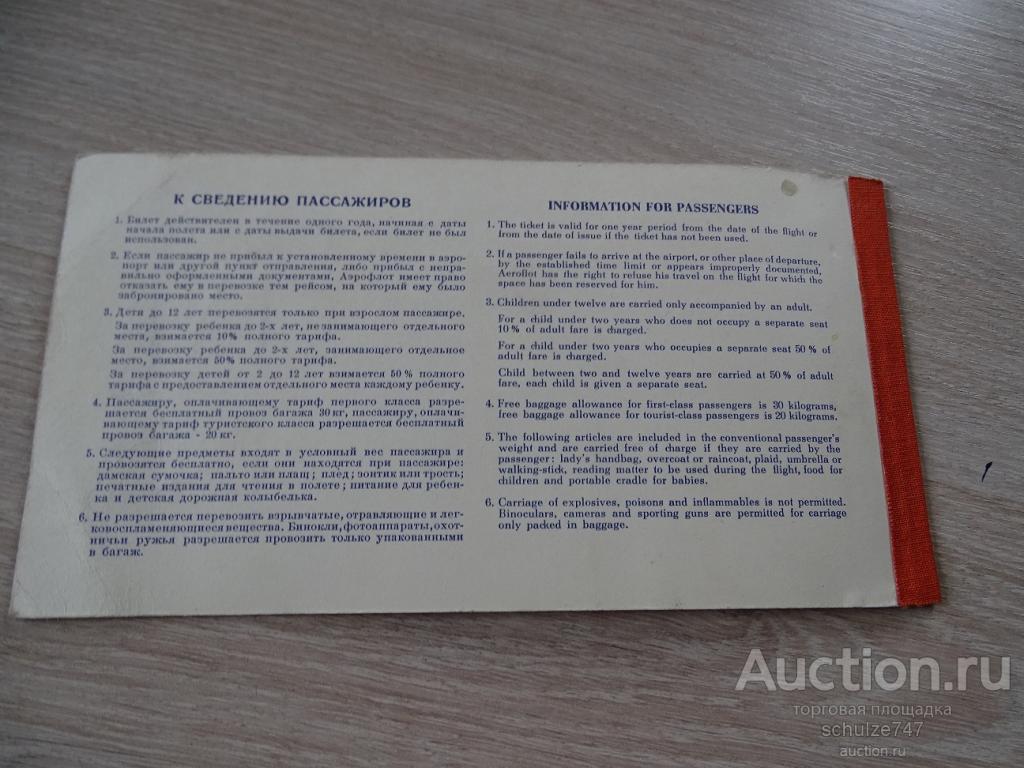 К СВЕДЕНИЮ ПАССАЖИРОВ
1. Билет действителен в течение одного года, начиная с даты
начала полета или с даты выдачи билета, если билет не был
использован.
2. Если пассажир не прибыл к установленному времени в аэро-
порт или другой пункт отправления, либо прибыл с непра-
вильно оформленными документами, Аэрофлот имеет право
отказать ему в перевозке тем рейсом, на который ему было
забронировано место.
3. Дети до 12 лет перевозятся только при взрослом пассажире.
За перевозку ребенка до 2-х лет, не занимающего отдельного
места, взимается 10% полного тарифа.
За перевозку ребенка до 2-х лет, занимающего отдельное
место, взимается 50% полного тарифа.
За перевозку детей от 2 до 12 лет взимается 50% полного
тарифа с предоставлением отдельного места каждому ребенку.
4. Пассажиру, оплачивающему тариф первого класса разре-
шается бесплатный провоз багажа 30 кг, пассажиру, оплачи-
вающему тариф туристского класса разрешается бесплатный
провоз багажа - 20 кг.
5. Следующие предметы входят в условный вес пассажира и
провозятся бесплатно, если они находятся при пассажире:
дамская сумочка; пальто или плащ; плед; зонтик или трость;
печатные издания для чтения в полете; питание для ребен-
ка и детская дорожная колыбелька.
6. Не разрешается перевозить взрывчатые, отравляющие и лег-
ковоспламеняющиеся вещества. Бинокли, фотоаппараты, охот-
ничьи ружья разрешается провозить только упакованными
в багаж.
INFORMATION FOR PASSENGERS
1. The ticket is valid for one year period from the date of the flight or
from the date of issue if the ticket has not been used.
2. If a passenger fails to arrive at the airport, or other place of departure,
by the established time limit or appears improperly documented,
Aeroflot has the right to refuse his travel on the flight for which the
space has been reserved for him.
3. Children under twelve are carried only accompanied by an adult.
For a child under two years who does not occupy a separate seat
10% of adult fare is charged.
For a child under two years who occupies a separate seat 50% of
adult fare is charged.
Child between two and twelve years are carried at 50% of adult
fare, each child is given a separate seat.
4. Free baggage allowance for first-class passengers is 30 kilograms,
free baggage allowance for tourist-class passengers is 20 kilograms.
5. The following articles are included in the conventional passenger's
weight and are carried free of charge if they are carried by the
passenger: lady's handbag, overcoat or raincoat, plaid, umbrella or
walking-stick, reading matter to be used during the flight, food for
children and portable cradle for babies.
6. Carriage of explosives, poisons and inflammables is not permitted.
Binoculars, cameras and sporting guns are permitted for carriage
only packed in baggage.
Auction.ru
торговая площадка
schulze747
auction.ru